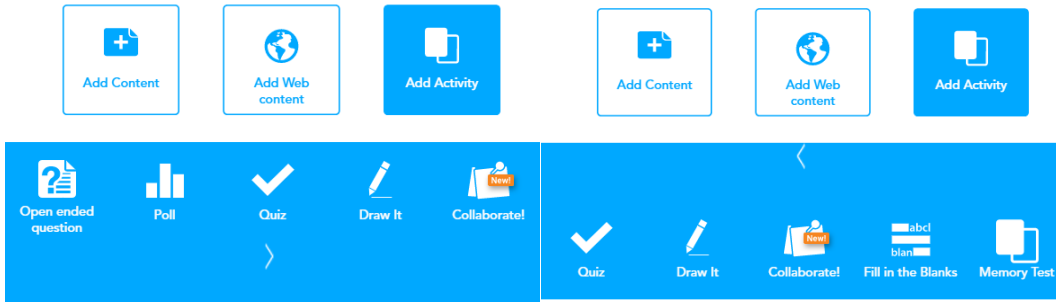 Add Content
Add Web
content
Add Activity
Add Content
Add Web
content
Add Activity
Open ended
question
Poll
Quiz
Draw It
New!
Collaborate!
Quiz
Draw It
New!
Collaborate!
abcl
blan
Fill in the Blanks
Memory Test